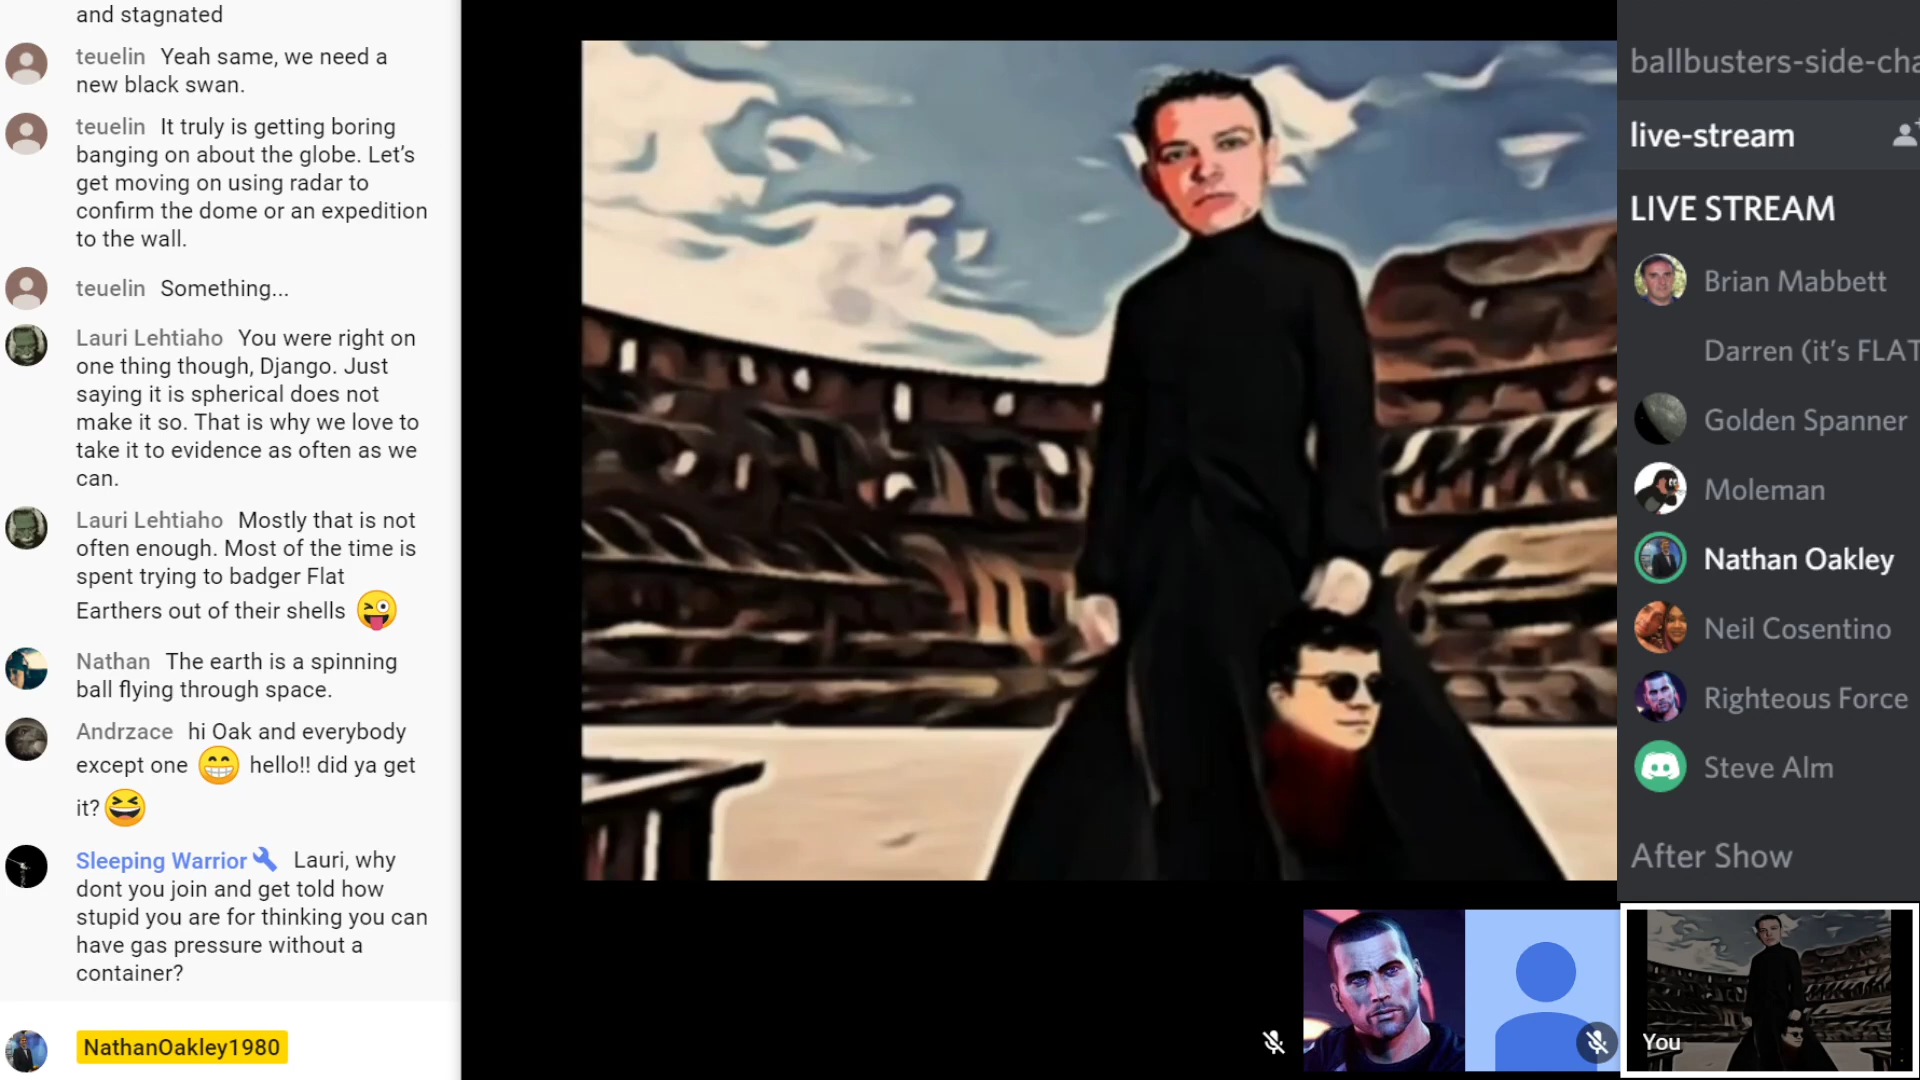 and stagnated
teuelin Yeah same, we need a
new black swan.
teuelin It truly is getting boring
banging on about the globe. Let’s
get moving on using radar to
confirm the dome or an expedition
to the wall.
teuelin Something...
Lauri Lehtiaho You were right on
one thing though, Django. Just
saying it is spherical does not
make it so. That is why we love to
take it to evidence as often as we
can.
Lauri Lehtiaho Mostly that is not
often enough. Most of the time is
spent trying to badger Flat
Earthers out of their shells
Nathan The earth is a spinning
ball flying through space.
Andrzace hi Oak and everybody
except one hello!! did ya get
it?
Sleeping Warrior Lauri, why
dont you join and get told how
stupid you are for thinking you can
have gas pressure without a
container?
NathanOakley1980
ballbusters-side-cha
live-stream
LIVE STREAM
Brian Mabbett
Darren (it’s FLAT
Golden Spanner
Moleman
Nathan Oakley
Neil Cosentino
Righteous Force
Steve Alm
After Show
You